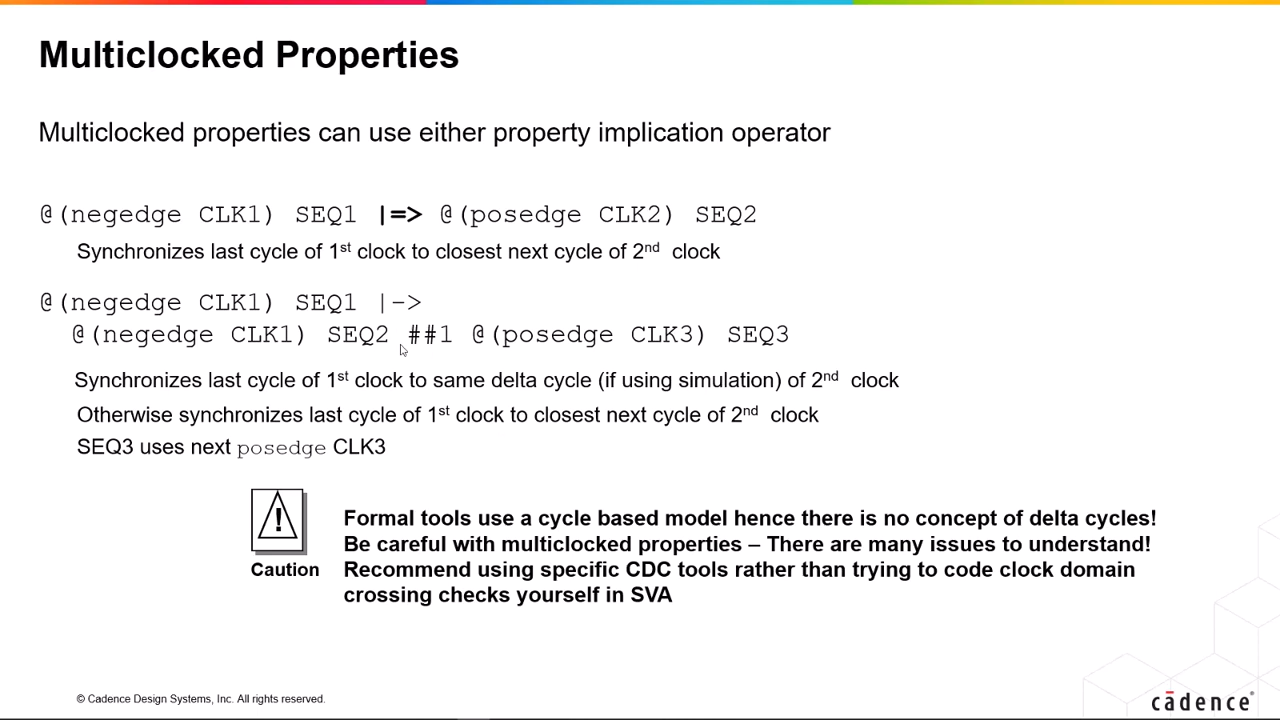 Multiclocked Properties
Multiclocked properties can use either property implication operator
@(negedge CLK1) SEQ1 |=> @(posedge CLK2) SEQ2
Synchronizes last cycle of 1st clock to closest next cycle of 2nd clock
@(negedge CLK1) SEQ1 |->
@(negedge CLK1) SEQ2 ##1 @(posedge CLK3) SEQ3
Synchronizes last cycle of 1st clock to same delta cycle (if using simulation) of 2nd clock
Otherwise synchronizes last cycle of 1st clock to closest next cycle of 2nd clock
SEQ3 uses next posedge CLK3
!
Caution
Formal tools use a cycle based model hence there is no concept of delta cycles!
Be careful with multiclocked properties – There are many issues to understand!
Recommend using specific CDC tools rather than trying to code clock domain
crossing checks yourself in SVA
© Cadence Design Systems, Inc. All rights reserved.
cādence®